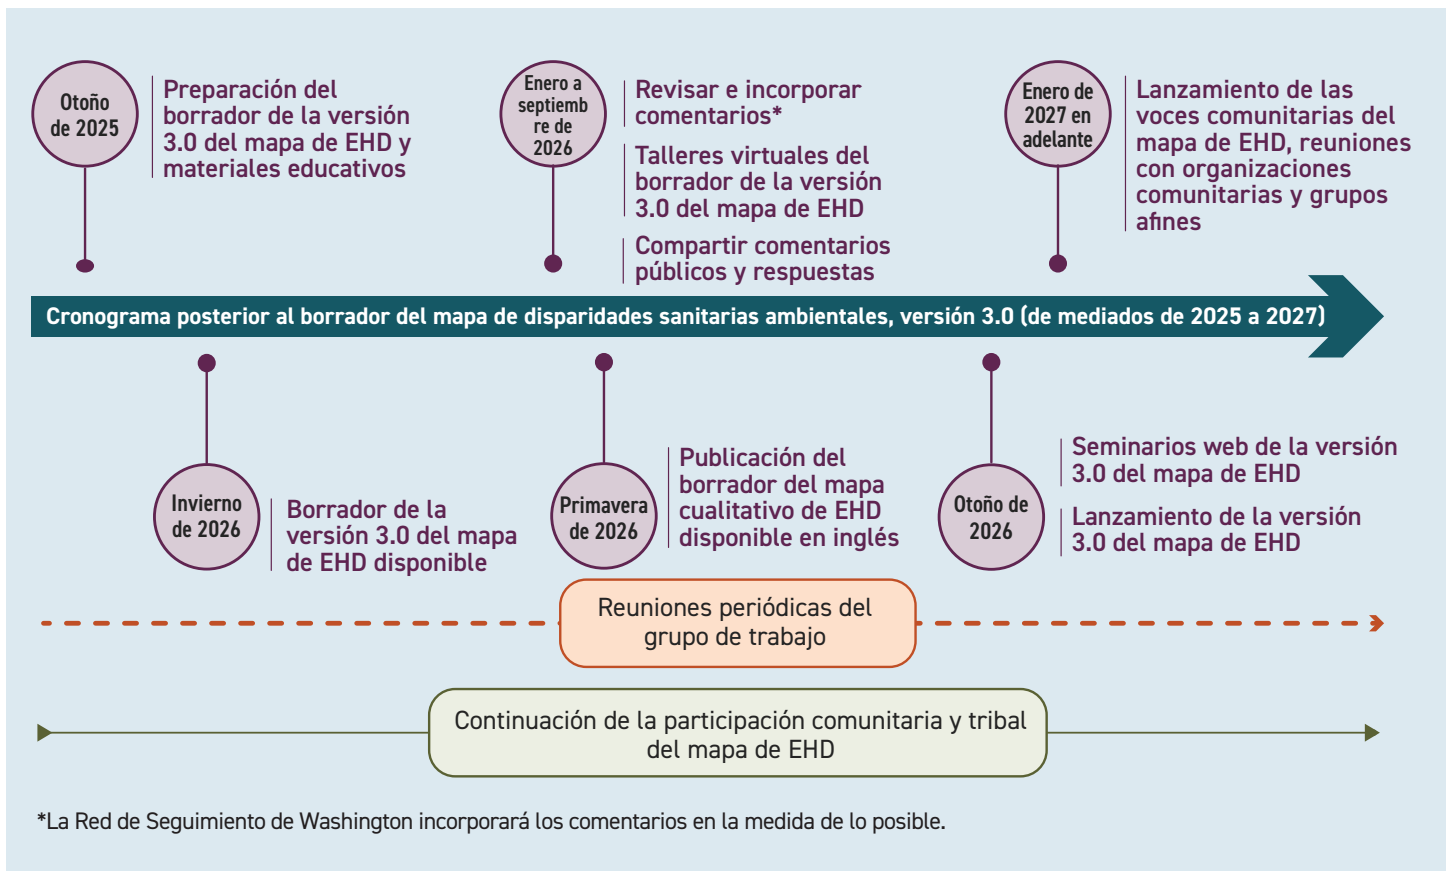 Otoño
de 2025
Preparación del
borrador de la versión
3.0 del mapa de EHD y
materiales educativos
Enero a
septiemb
re de
2026
Revisar e incorporar
comentarios*
Talleres virtuales del
borrador de la versión
3.0 del mapa de EHD
Compartir comentarios
públicos y respuestas
Enero de
2027 en
adelante
Lanzamiento de las
voces comunitarias del
mapa de EHD, reuniones
con organizaciones
comunitarias y grupos
afines
Cronograma posterior al borrador del mapa de disparidades sanitarias ambientales, versión 3.0 (de mediados de 2025 a 2027)
Invierno
de 2026
Borrador de la
versión 3.0 del mapa
de EHD disponible
Primavera
de 2026
Publicación del
borrador del mapa
cualitativo de EHD
disponible en inglés
Otoño de
2026
Seminarios web de la versión
3.0 del mapa de EHD
Lanzamiento de la versión
3.0 del mapa de EHD
Reuniones periódicas del
grupo de trabajo
Continuación de la participación comunitaria y tribal
del mapa de EHD
*La Red de Seguimiento de Washington incorporará los comentarios en la medida de lo posible.